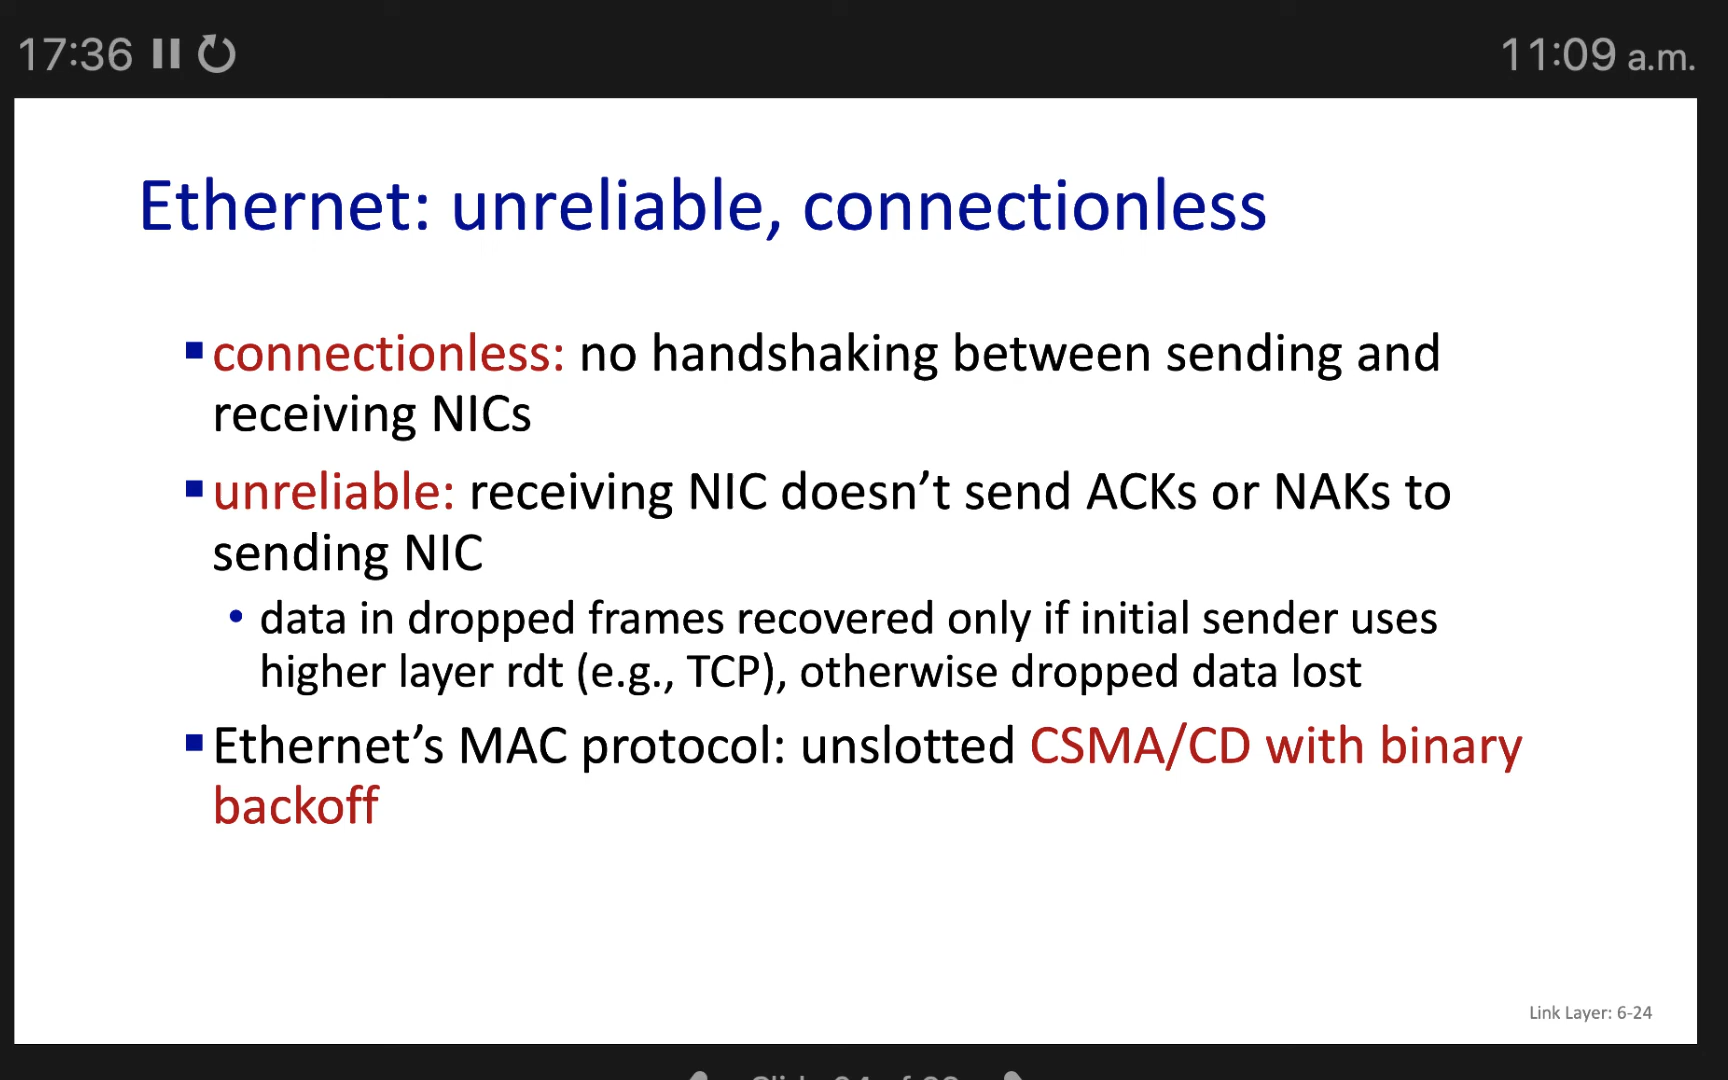 17:36
11:09 a.m.
Ethernet: unreliable, connectionless
connectionless: no handshaking between sending and
receiving NICs
unreliable: receiving NIC doesn’t send ACKs or NAKs to
sending NIC
• data in dropped frames recovered only if initial sender uses
higher layer rdt (e.g., TCP), otherwise dropped data lost
Ethernet’s MAC protocol: unslotted CSMA/CD with binary
backoff
Link Layer: 6-24